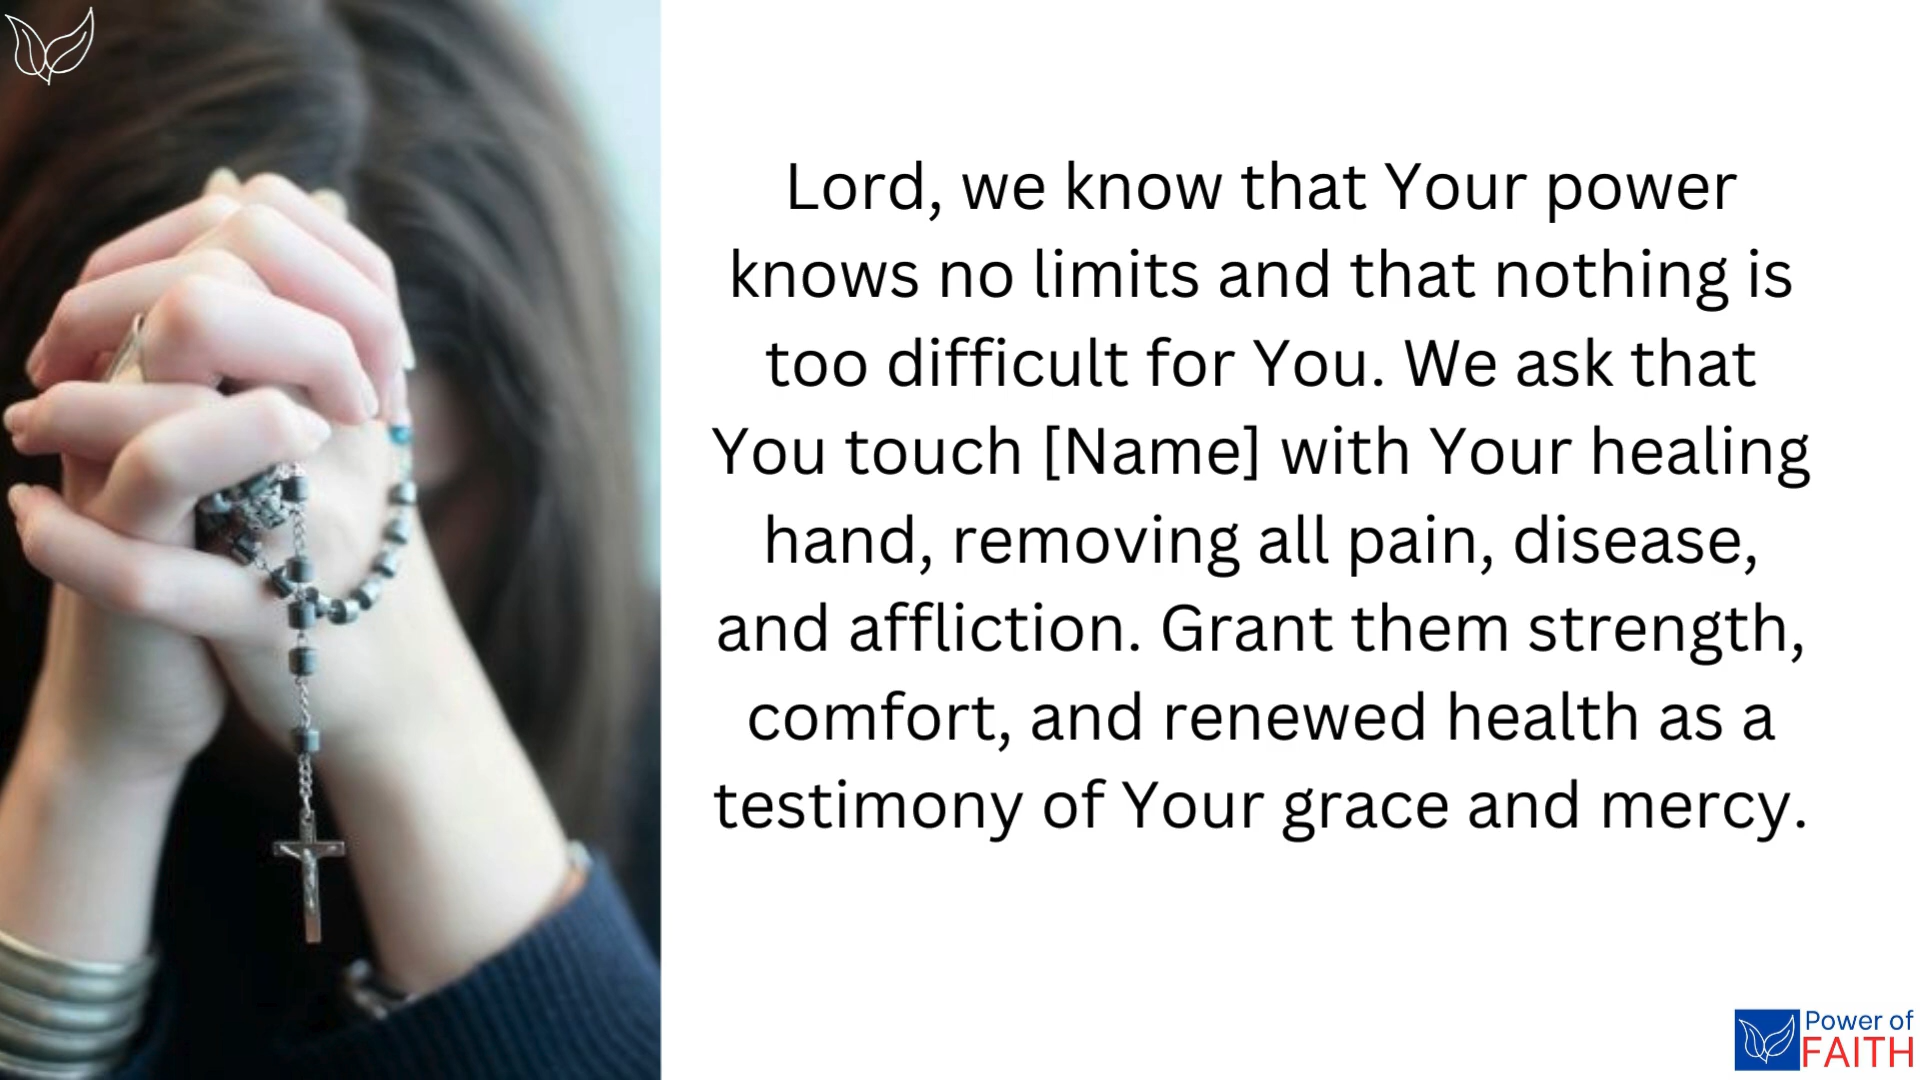 Lord, we know that Your power
knows no limits and that nothing is
too difficult for You. We ask that
You touch [Name] with Your healing
hand, removing all pain, disease,
and affliction. Grant them strength,
comfort, and renewed health as a
testimony of Your grace and mercy.
Power of
FAITH